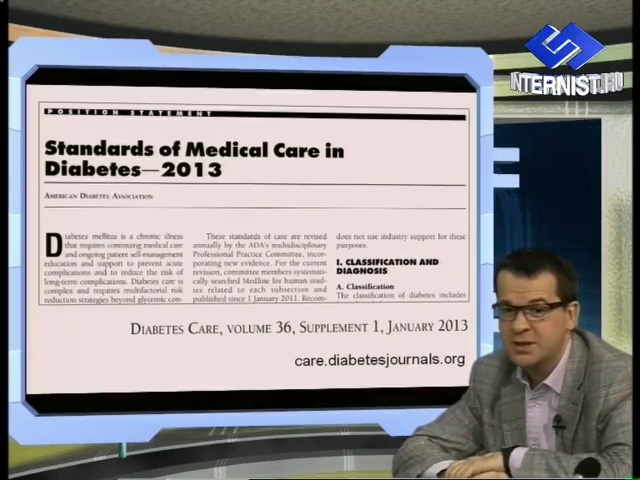 INTERNIST.RU
POSITION STATEMENT
Standards of Medical Care in
Diabetes—2013
AMERICAN DIABETES ASSOCIATION
Diabetes mellitus is a chronic illness
that requires continuing medical care
and ongoing patient self-management
education and support to prevent acute
complications and to reduce the risk of
long-term complications. Diabetes care is
complex and requires multifactorial risk
reduction strategies beyond glycemic con-
These standards of care are revised
annually by the ADA's multidisciplinary
Professional Practice Committee, incor-
porating new evidence. For the current
revision, committee members systemati-
cally searched Medline for human stud-
ies related to each subsection and
published since 1 January 2011. Recom-
does not use industry support for these
purposes.
I. CLASSIFICATION AND
DIAGNOSIS
A. Classification
The classification of diabetes includes
DIABETES CARE, VOLUME 36, SUPPLEMENT 1, JANUARY 2013
care.diabetesjournals.org